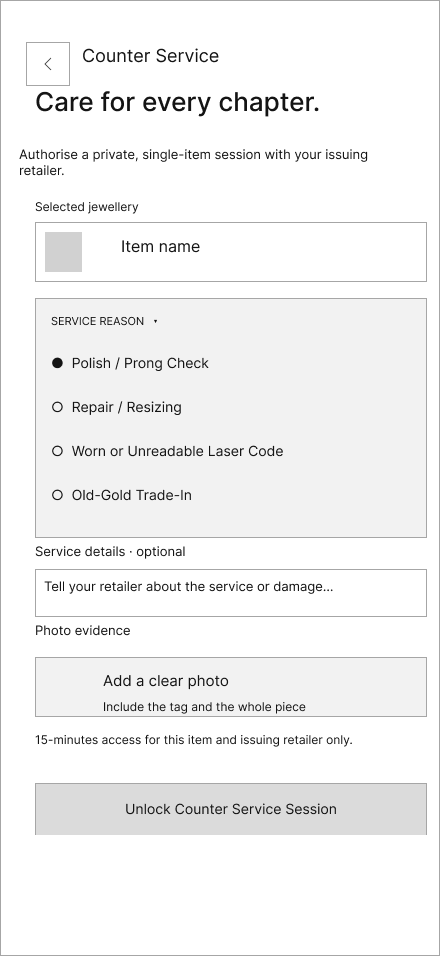 Counter Service
Care for every chapter.
Authorise a private, single-item session with your issuing
retailer.
Selected jewellery
Item name
SERVICE REASON
Polish / Prong Check
Repair / Resizing
Worn or Unreadable Laser Code
Old-Gold Trade-In
Service details · optional
Tell your retailer about the service or damage...
Photo evidence
Add a clear photo
Include the tag and the whole piece
15-minutes access for this item and issuing retailer only.
Unlock Counter Service Session